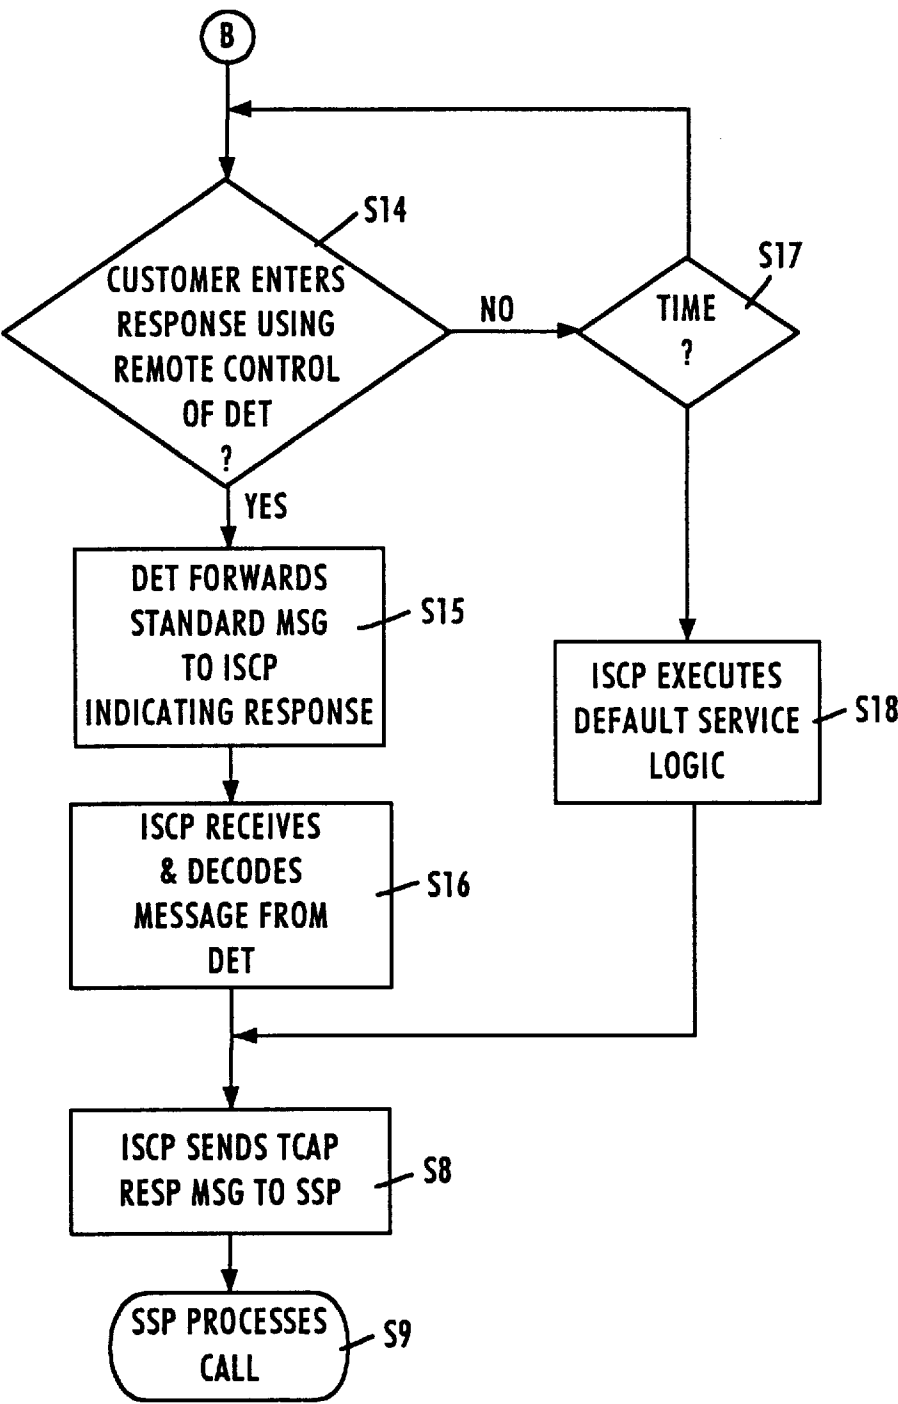 B
S14
CUSTOMER ENTERS
RESPONSE USING
REMOTE CONTROL
OF DET
?
NO
S17
TIME
?
YES
DET FORWARDS
STANDARD MSG
TO ISCP
INDICATING RESPONSE
S15
ISCP EXECUTES
DEFAULT SERVICE
LOGIC
S18
ISCP RECEIVES
& DECODES
MESSAGE FROM
DET
S16
ISCP SENDS TCAP
RESP MSG TO SSP
S8
SSP PROCESSES
CALL
S9